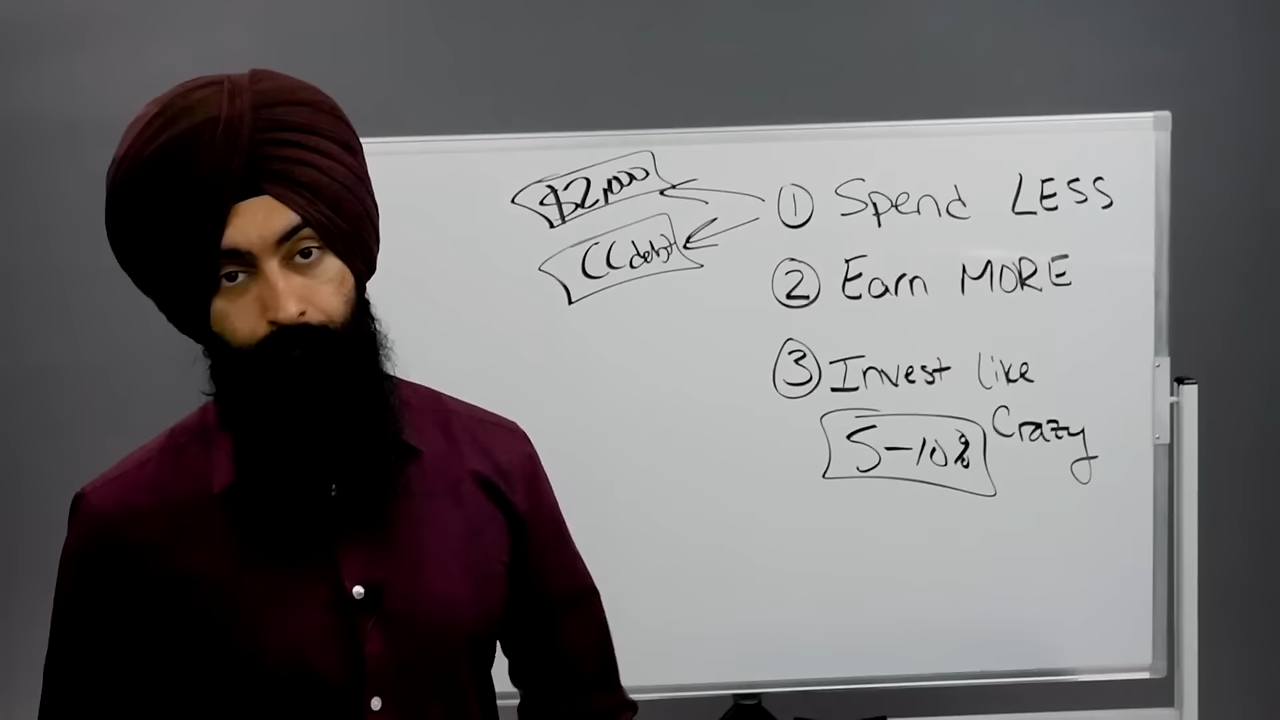 $2,000
CC debt
① Spend LESS
② Earn MORE
③ Invest like
Crazy
5-10%